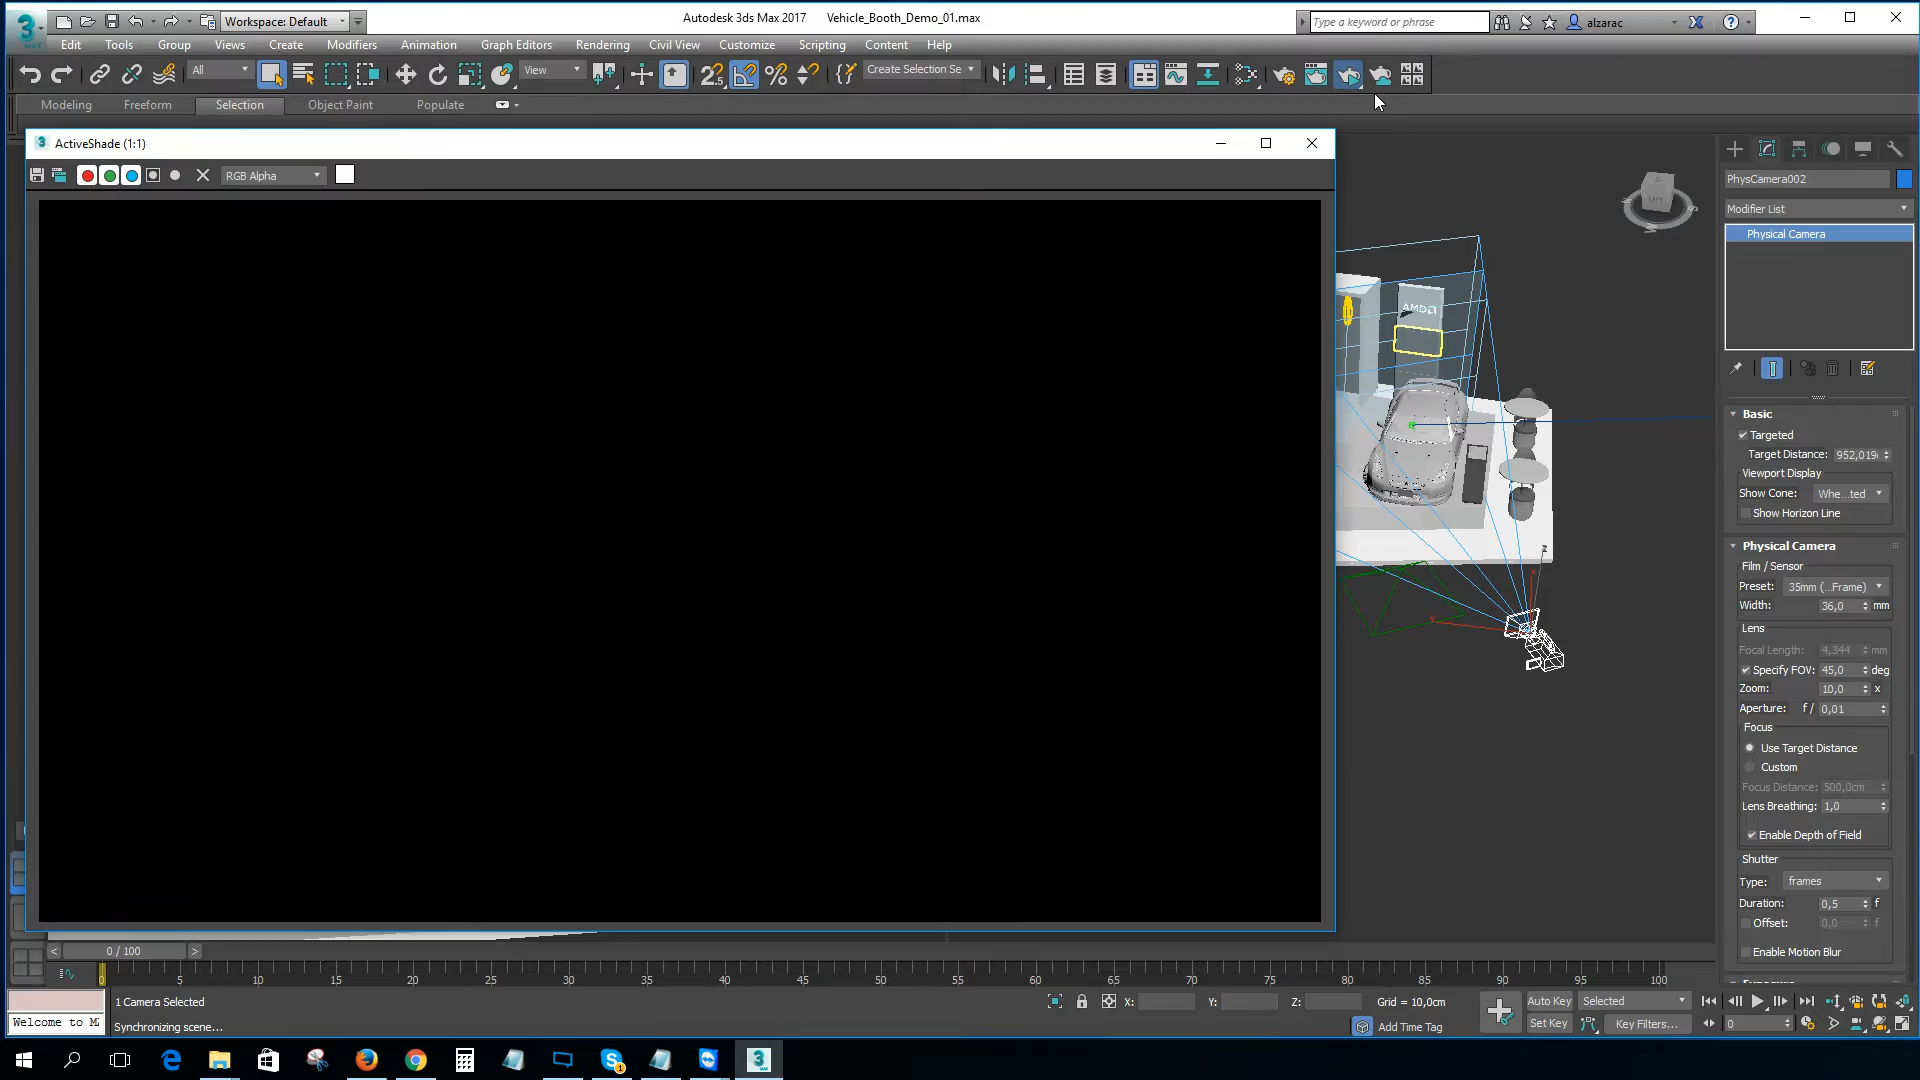 Workspace: Default
Autodesk 3ds Max 2017
Vehicle_Booth_Demo_01.max
Type a keyword or phrase
alzarac
3
MAX
Edit
Tools
Group
Views
Create
Modifiers
Animation
Graph Editors
Rendering
Civil View
Customize
Scripting
Content
Help
All
View
2.5
Create Selection Se
Modeling
Freeform
Selection
Object Paint
Populate
3
ActiveShade (1:1)
RGB Alpha
LEFT
AMD
PhysCamera002
Modifier List
Physical Camera
Basic
Targeted
Target Distance:
952,019
Viewport Display
Show Cone:
Whe...ted
Show Horizon Line
Physical Camera
Film / Sensor
Preset:
35mm (...Frame)
Width:
36,0
mm
Lens
Focal Length:
4,344
mm
Specify FOV:
45,0
deg
Zoom:
10,0
x
Aperture:
f /
0,01
Focus
Use Target Distance
Custom
Focus Distance:
500,0cm
Lens Breathing:
1,0
Enable Depth of Field
Shutter
Type:
frames
Duration:
0,5
f
Offset:
0,0
f
Enable Motion Blur
<
0 / 100
>
0
5
10
15
20
25
30
35
40
45
50
55
60
65
70
75
80
85
90
95
100
1 Camera Selected
X:
Y:
Z:
Grid = 10,0cm
Auto Key
Selected
Welcome to M
Synchronizing scene...
Add Time Tag
Set Key
Key Filters...
0